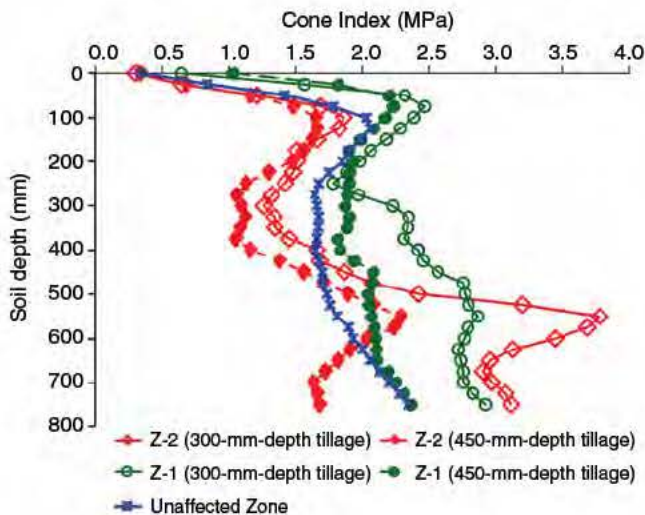 Cone Index (MPa)
0.0 0.5 1.0 1.5 2.0 2.5 3.0 3.5 4.0
0
100
200
300
400
500
600
700
800
Soil depth (mm)
Z-2 (300-mm-depth tillage) Z-2 (450-mm-depth tillage)
Z-1 (300-mm-depth tillage) Z-1 (450-mm-depth tillage)
Unaffected Zone